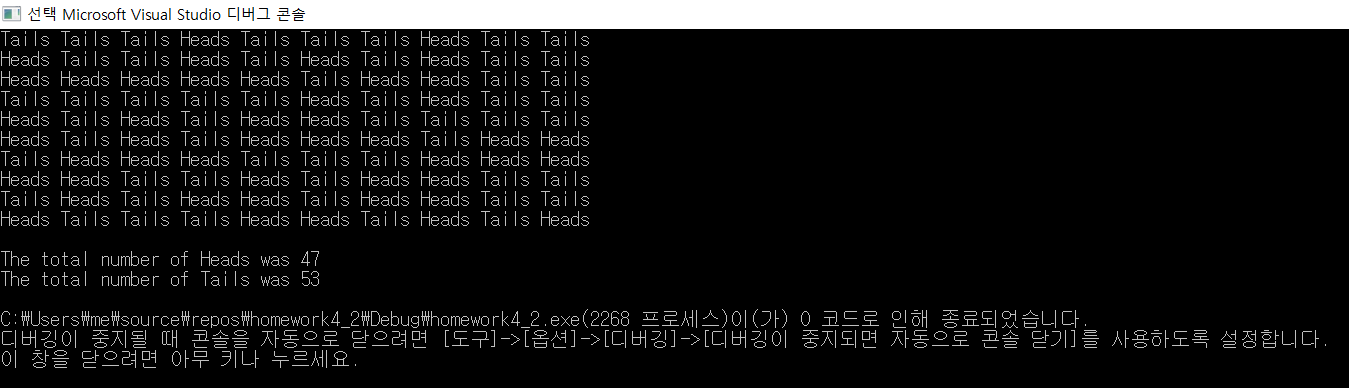 선택 Microsoft Visual Studio 디버그 콘솔
Tails Tails Tails Heads Tails Tails Tails Heads Tails Tails
Heads Tails Tails Heads Tails Tails Heads Heads Tails Tails
Heads Heads Heads Heads Heads Tails Heads Heads Tails Heads
Tails Tails Tails Tails Tails Heads Tails Heads Tails Tails
Heads Tails Heads Tails Heads Heads Tails Tails Tails Tails
Heads Heads Tails Heads Tails Heads Heads Tails Heads Heads
Tails Heads Heads Heads Tails Tails Tails Heads Heads Heads
Heads Heads Tails Tails Heads Tails Heads Heads Tails Tails
Tails Heads Tails Heads Heads Tails Heads Heads Tails Tails
Heads Tails Tails Tails Heads Heads Tails Heads Tails Heads
The total number of Heads was 47
The total number of Tails was 53
C:₩Users₩me₩source₩repos₩homework4_2₩Debug₩homework4_2.exe(2268 프로세스)이(가) 0 코드로 인해 종료되었습니다.
디버깅이 중지될 때 콘솔을 자동으로 닫으려면 [도구]->[옵션]->[디버깅]->[디버깅이 중지되면 자동으로 콘솔 닫기]를 사용하도록 설정합니다.
이 창을 닫으려면 아무 키나 누르세요.